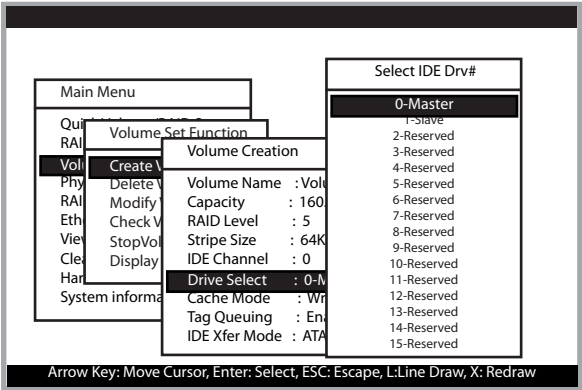 Main Menu
RAI
Volu
Phy
RAI
Eth
View
Clea
Har
System informa
Volume Set Function
Create V
Delete V
Modify
Check V
StopVol
Display
Volume Creation
Volume Name : Volu
Capacity : 160.
RAID Level : 5
Stripe Size : 64K
IDE Channel : 0
Drive Select : 0-M
Cache Mode : Wr
Tag Queuing : Ena
IDE Xfer Mode : ATA
Select IDE Drv#
0-Master
1-Slave
2-Reserved
3-Reserved
4-Reserved
5-Reserved
6-Reserved
7-Reserved
8-Reserved
9-Reserved
10-Reserved
11-Reserved
12-Reserved
13-Reserved
14-Reserved
15-Reserved
Arrow Key: Move Cursor, Enter: Select, ESC: Escape, L:Line Draw, X: Redraw